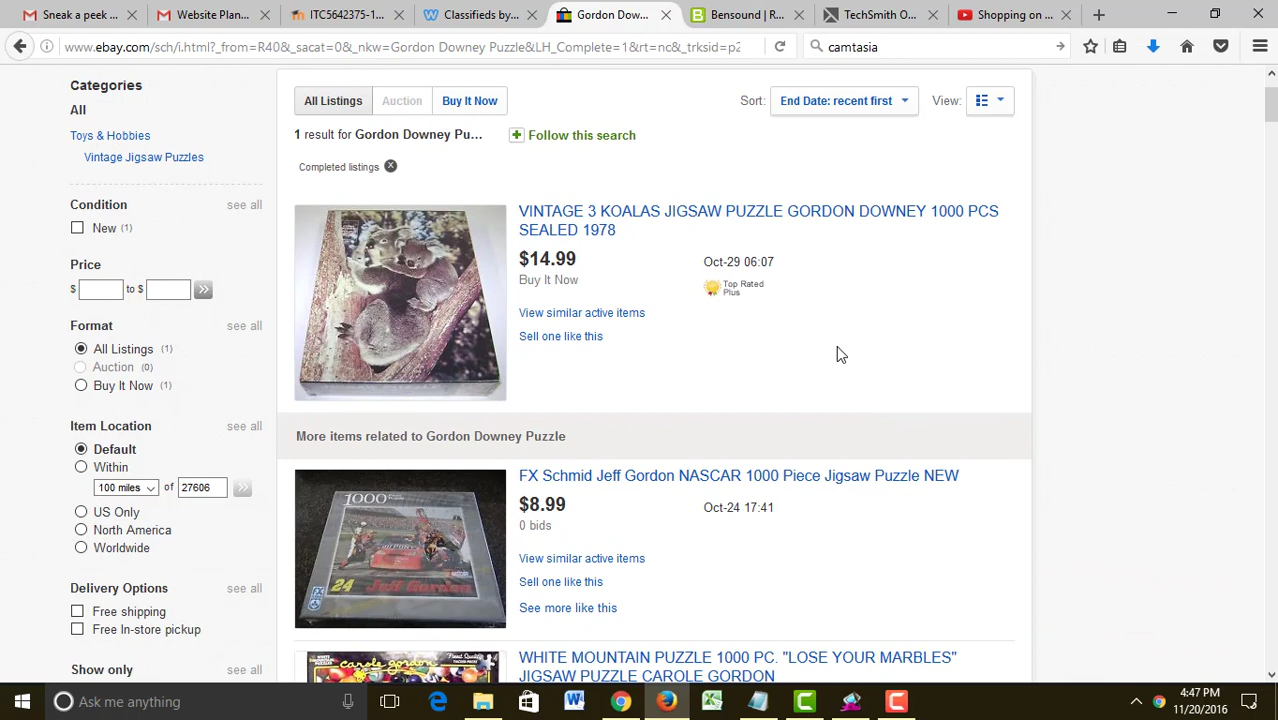 Sneak a peek ...
Website Plan...
ITC5642375-1...
Classifieds by...
Gordon Dow...
Bensound | R...
TechSmith O...
Shopping on ...
www.ebay.com/sch/i.html?_from=R40&_sacat=0&_nkw=Gordon Downey Puzzle&LH_Complete=1&rt=nc&_trksid=p2
camtasia
Categories
All
Toys & Hobbies
Vintage Jigsaw Puzzles
Condition
see all
New (1)
Price
$
to $
Format
see all
All Listings (1)
Auction (0)
Buy It Now (1)
Item Location
see all
Default
Within
100 miles
of
27606
US Only
North America
Worldwide
Delivery Options
see all
Free shipping
Free In-store pickup
Show only
see all
All Listings
Auction
Buy It Now
Sort:
End Date: recent first
View:
1 result for Gordon Downey Pu...
Follow this search
Completed listings
VINTAGE 3 KOALAS JIGSAW PUZZLE GORDON DOWNEY 1000 PCS
SEALED 1978
$14.99
Oct-29 06:07
Buy It Now
Top Rated
Plus
View similar active items
Sell one like this
More items related to Gordon Downey Puzzle
1000
24 Jeff Gordon
FX Schmid Jeff Gordon NASCAR 1000 Piece Jigsaw Puzzle NEW
$8.99
Oct-24 17:41
0 bids
View similar active items
Sell one like this
See more like this
carole gordon
WHITE MOUNTAIN PUZZLE 1000 PC. "LOSE YOUR MARBLES"
JIGSAW PUZZLE CAROLE GORDON
Ask me anything
4:47 PM
11/20/2016